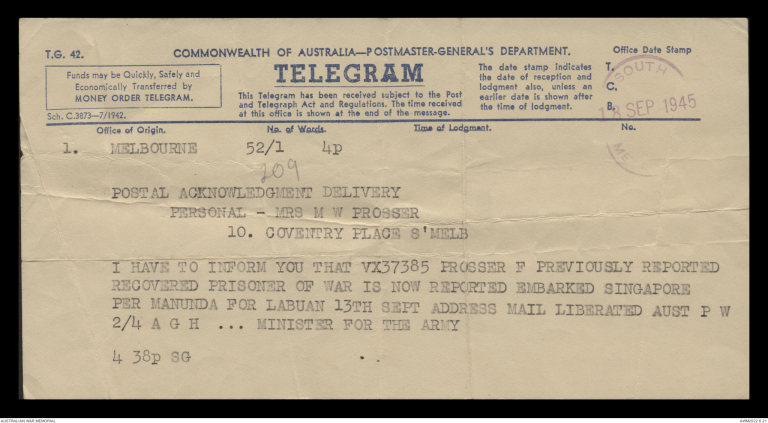 T.G. 42.
COMMONWEALTH OF AUSTRALIA—POSTMASTER-GENERAL'S DEPARTMENT.
Office Date Stamp
Funds may be Quickly, Safely and
Economically Transferred by
MONEY ORDER TELEGRAM.
TELEGRAM
This Telegram has been received subject to the Post
and Telegraph Act and Regulations. The time received
at this office is shown at the end of the message.
The date stamp indicates
the date of reception and
lodgment also, unless an
earlier date is shown after
the time of lodgment.
T.
C.
B.
SOUTH
18 SEP 1945
ME
Sch. C.3873—7/1942.
Office of Origin. No. of Words. Time of Lodgment. No.
1. MELBOURNE 52/1 4p
209
POSTAL ACKNOWLEDGMENT DELIVERY
PERSONAL - MRS M W PROSSER
10. COVENTRY PLACE S'MELB
I HAVE TO INFORM YOU THAT VX37385 PROSSER F PREVIOUSLY REPORTED
RECOVERED PRISONER OF WAR IS NOW REPORTED EMBARKED SINGAPORE
PER MANUNDA FOR LABUAN 13TH SEPT ADDRESS MAIL LIBERATED AUST P W
2/4 A G H ... MINISTER FOR THE ARMY
4 38p SG
AUSTRALIAN WAR MEMORIAL